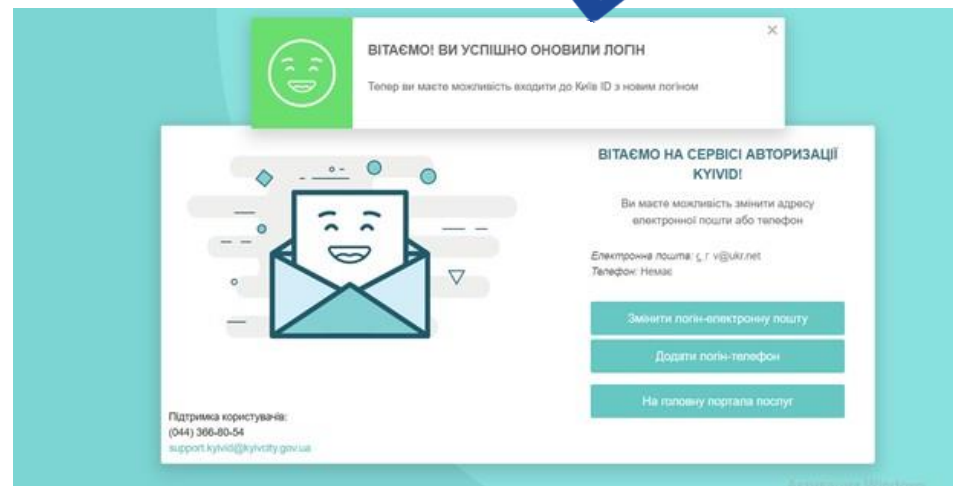 ВІТАЄМО! ВИ УСПІШНО ОНОВИЛИ ЛОГІН
Тепер ви маєте можливість входити до Київ ID з новим логіном
ВІТАЄМО НА СЕРВІСІ АВТОРИЗАЦІЇ
KYIVID!
Ви маєте можливість змінити адресу
електронної пошти або телефон
Електронна пошта: v@ukr.net
Телефон: Немає
Змінити логін-електронну пошту
Додати логін-телефон
На головну портала послуг
Підтримка користувачів:
(044) 366-80-54
support.kyivid@kyivcity.gov.ua